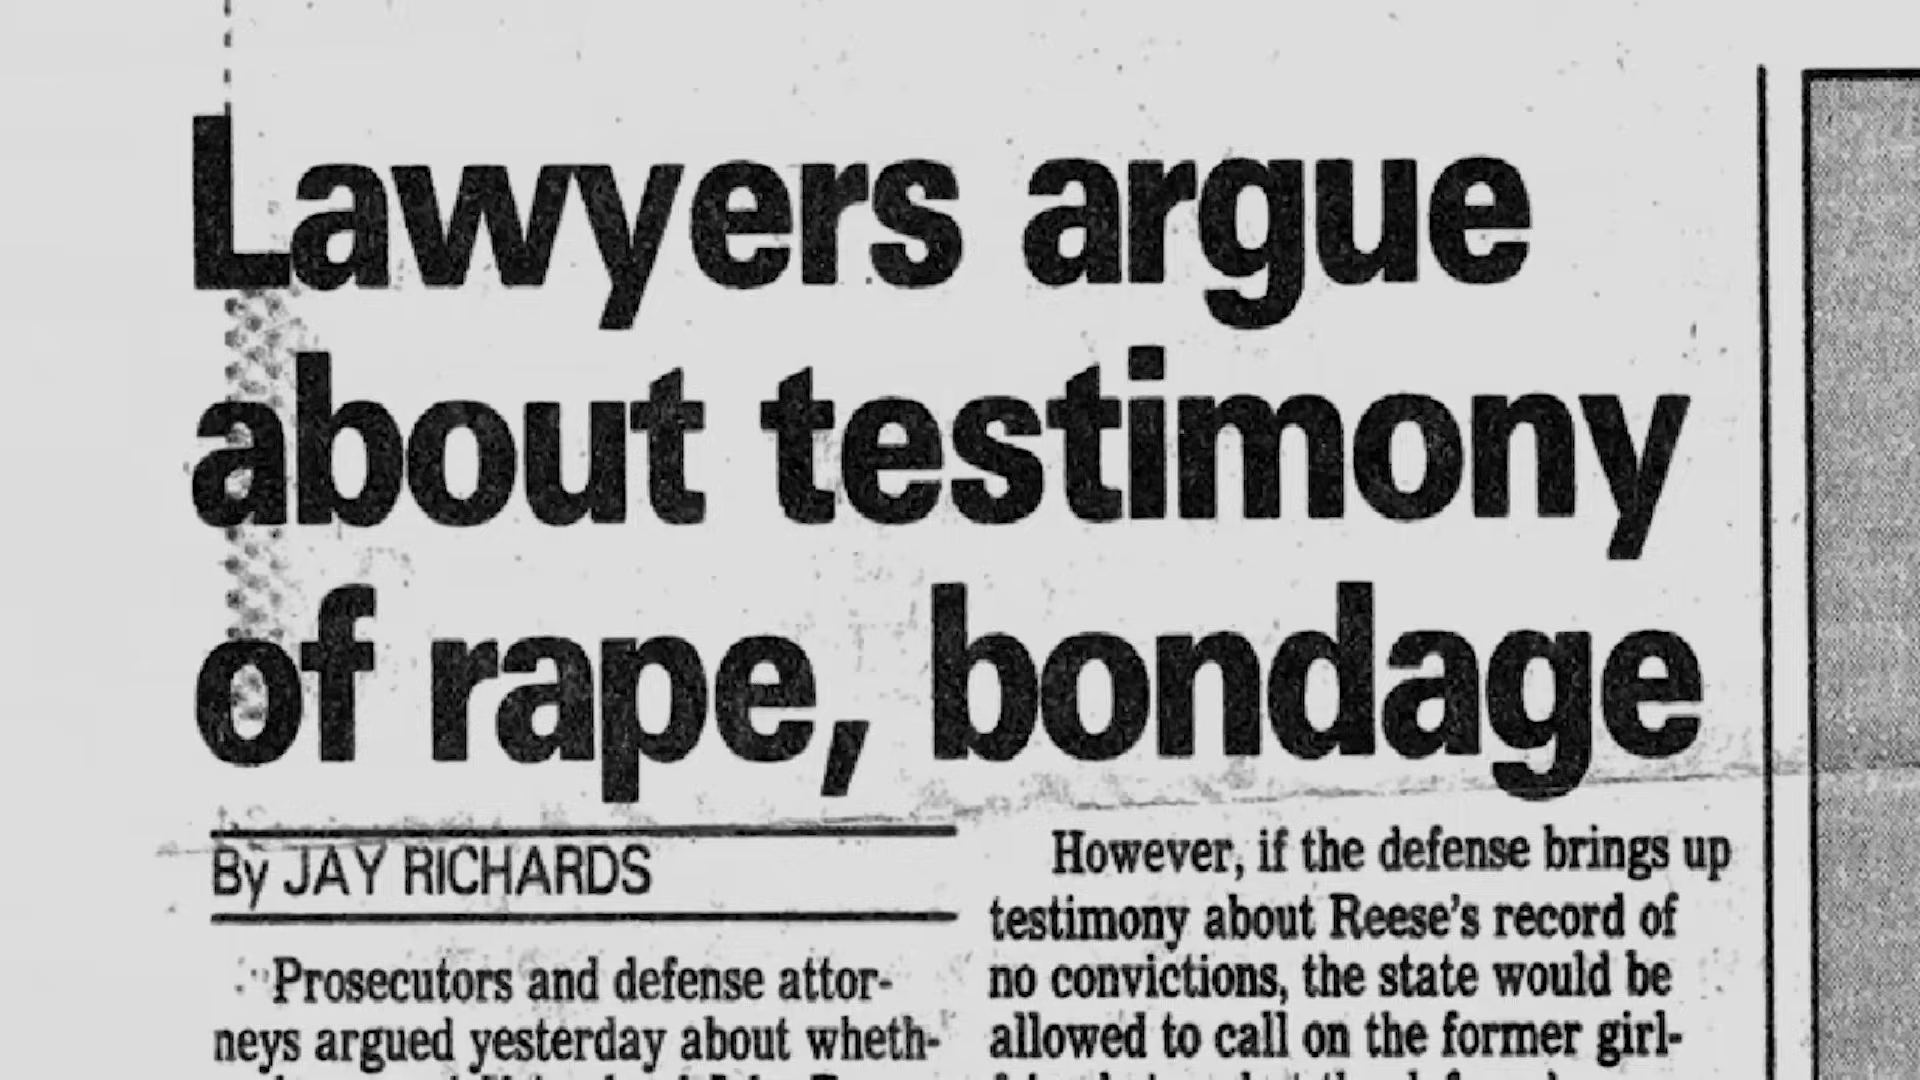 Lawyers argue
about testimony
of rape, bondage
By JAY RICHARDS
Prosecutors and defense attor-
neys argued yesterday about wheth-
However, if the defense brings up
testimony about Reese's record of
no convictions, the state would be
allowed to call on the former girl-